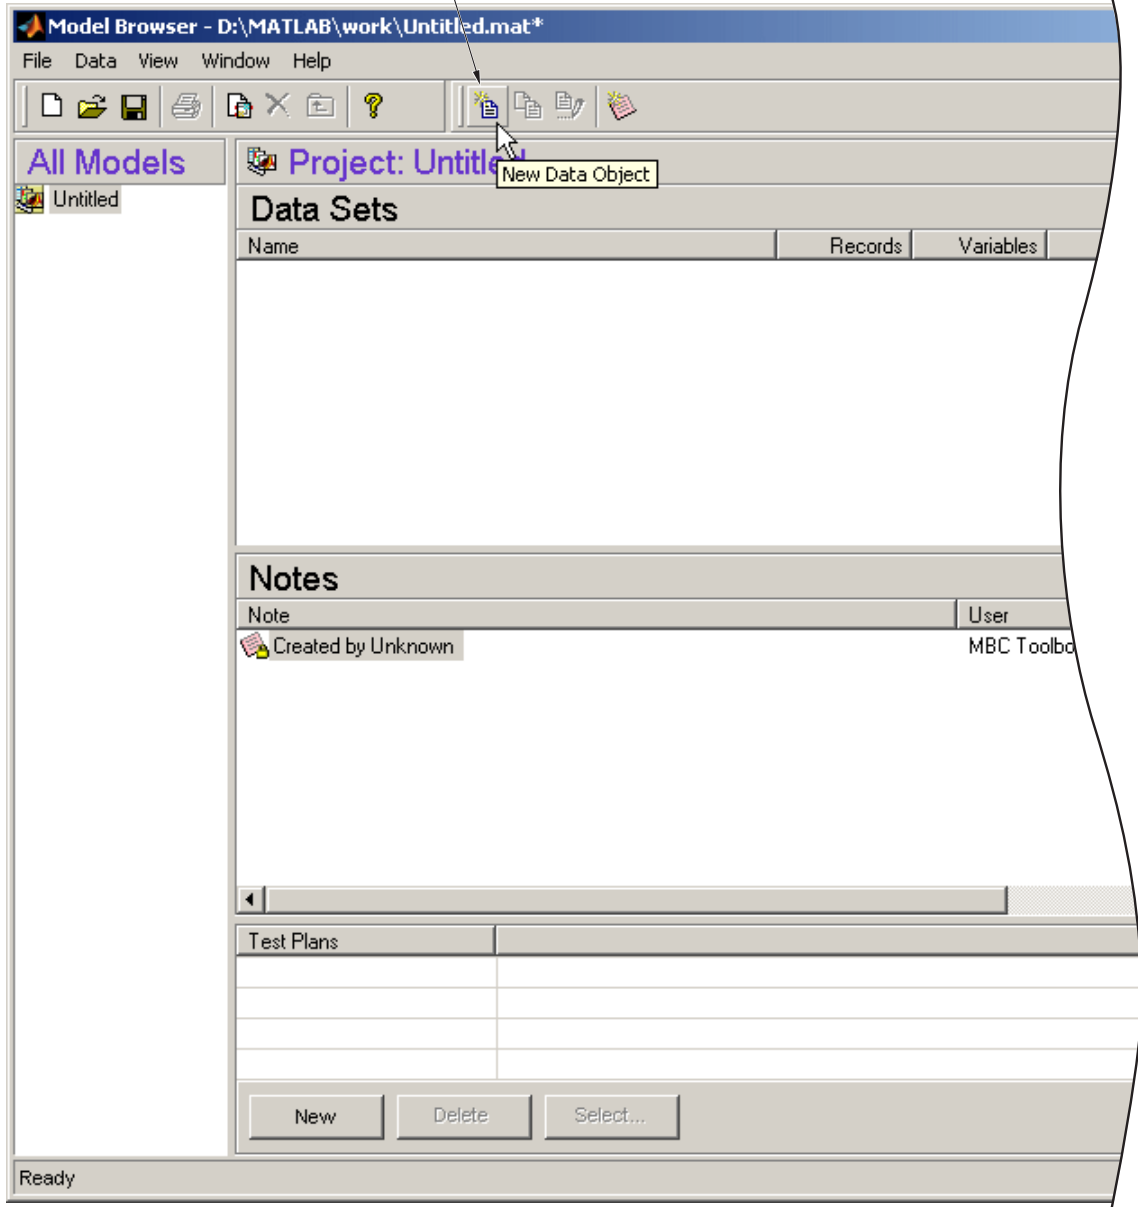 Model Browser - D:\MATLAB\work\Untitled.mat*
File Data View Window Help
All Models
Untitled
Project: Untitled
New Data Object
Data Sets
Name Records Variables
Notes
Note User
Created by Unknown MBC Toolbo
Test Plans
New Delete Select...
Ready